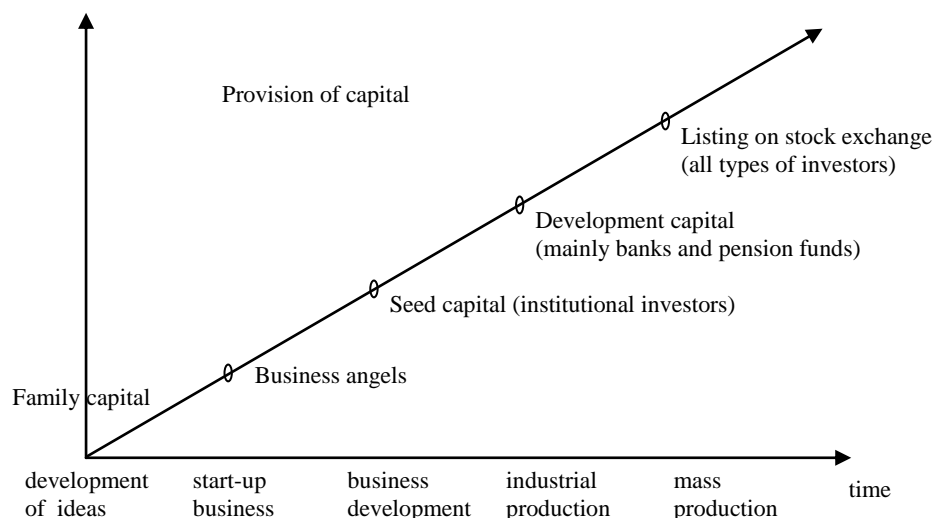 Provision of capital
Listing on stock exchange
(all types of investors)
Development capital
(mainly banks and pension funds)
Seed capital (institutional investors)
Business angels
Family capital
development
of ideas
start-up
business
business
development
industrial
production
mass
production
time